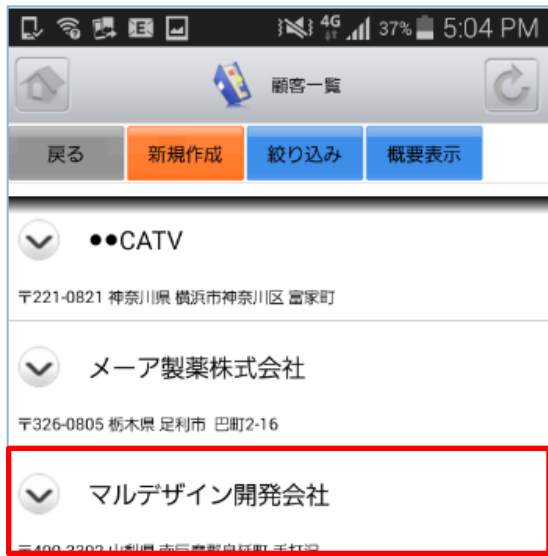 4G 37% 5:04 PM
顧客一覧
戻る 新規作成 絞り込み 概要表示
●●CATV
〒221-0821 神奈川県 横浜市神奈川区 富家町
メーア製薬株式会社
〒326-0805 栃木県 足利市 巴町2-16
マルデザイン開発会社